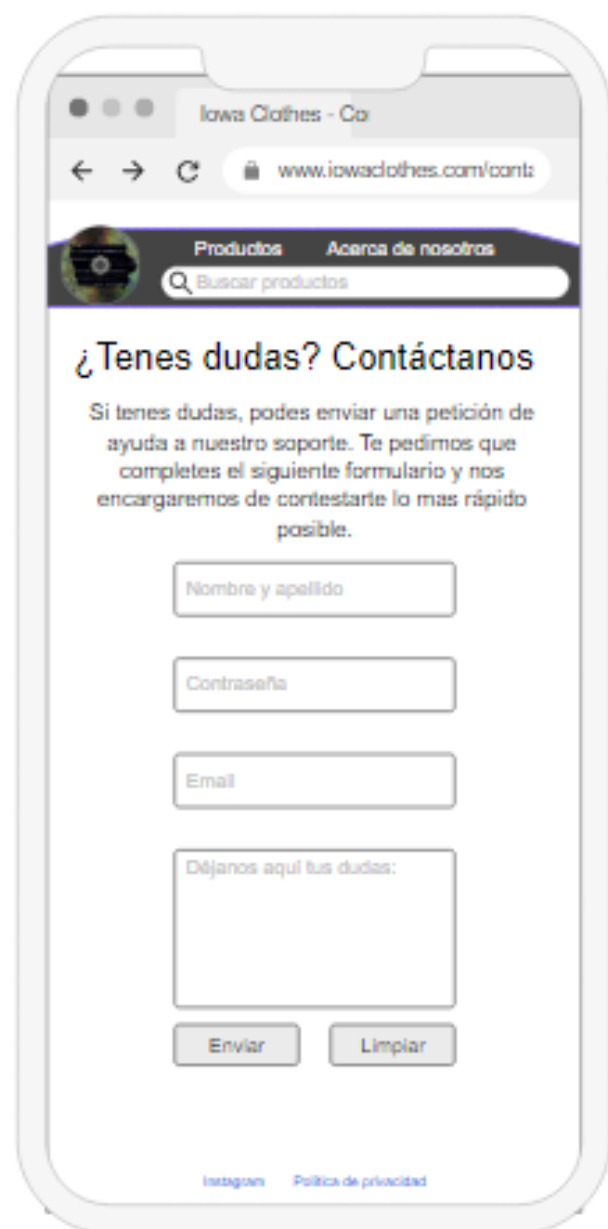 Iowa Clothes - Co
www.iowaclothes.com/conta
Productos Acerca de nosotros
Buscar productos
¿Tenes dudas? Contáctanos
Si tenes dudas, podes enviar una petición de
ayuda a nuestro soporte. Te pedimos que
completes el siguiente formulario y nos
encargaremos de contestarte lo mas rápido
posible.
Nombre y apellido
Contraseña
Email
Déjanos aquí tus dudas:
Enviar Limpiar
Instagram Política de privacidad